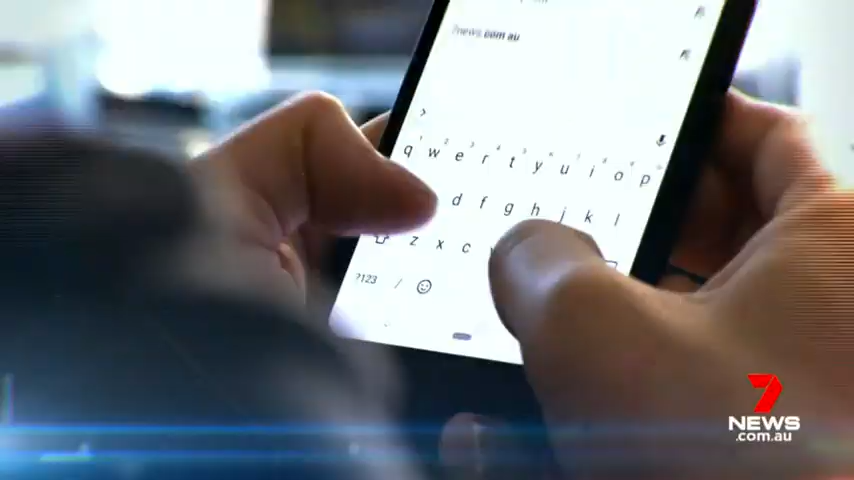 7news.com au
q w e r t y u i o p
d f g h j k l
z x c
?123 /
7
NEWS
.com.au